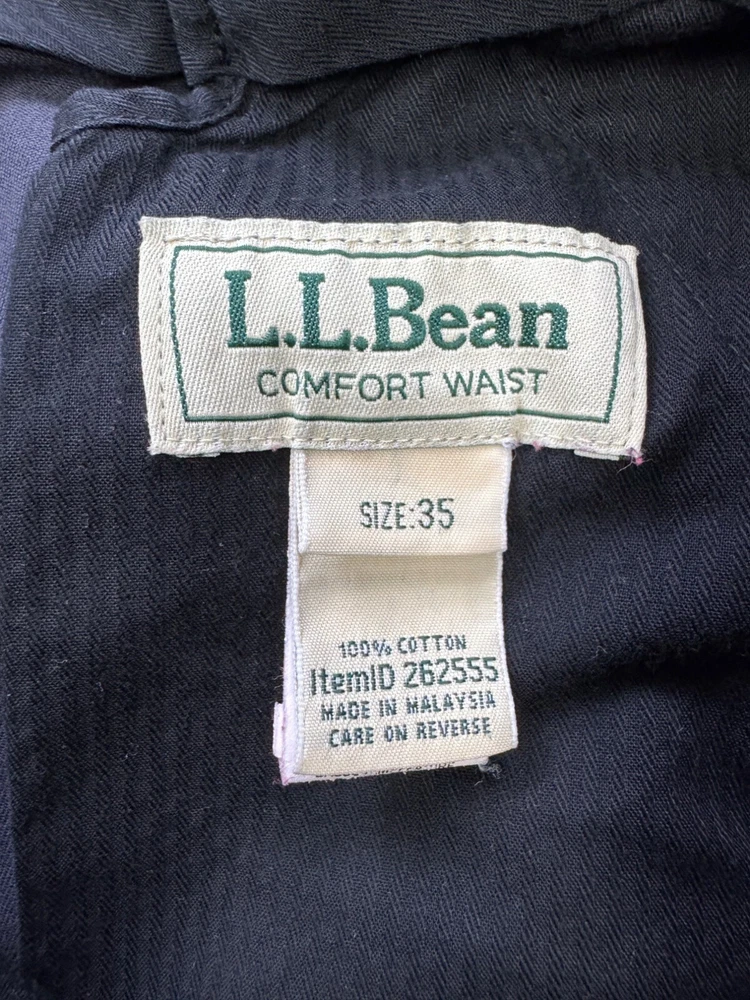 L.L.Bean
COMFORT WAIST
SIZE:35
100% COTTON
ItemID 262555
MADE IN MALAYSIA
CARE ON REVERSE